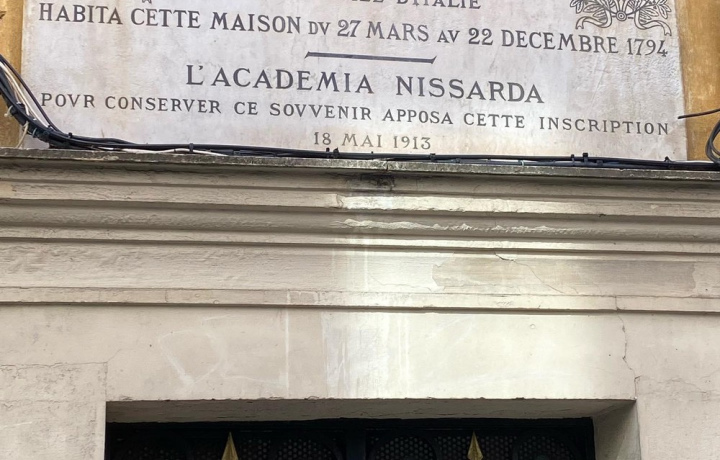 D'ITALIE
HABITA CETTE MAISON DV 27 MARS AV 22 DECEMBRE 1794
L'ACADEMIA NISSARDA
POVR CONSERVER CE SOVVENIR APPOSA CETTE INSCRIPTION
18 MAI 1913